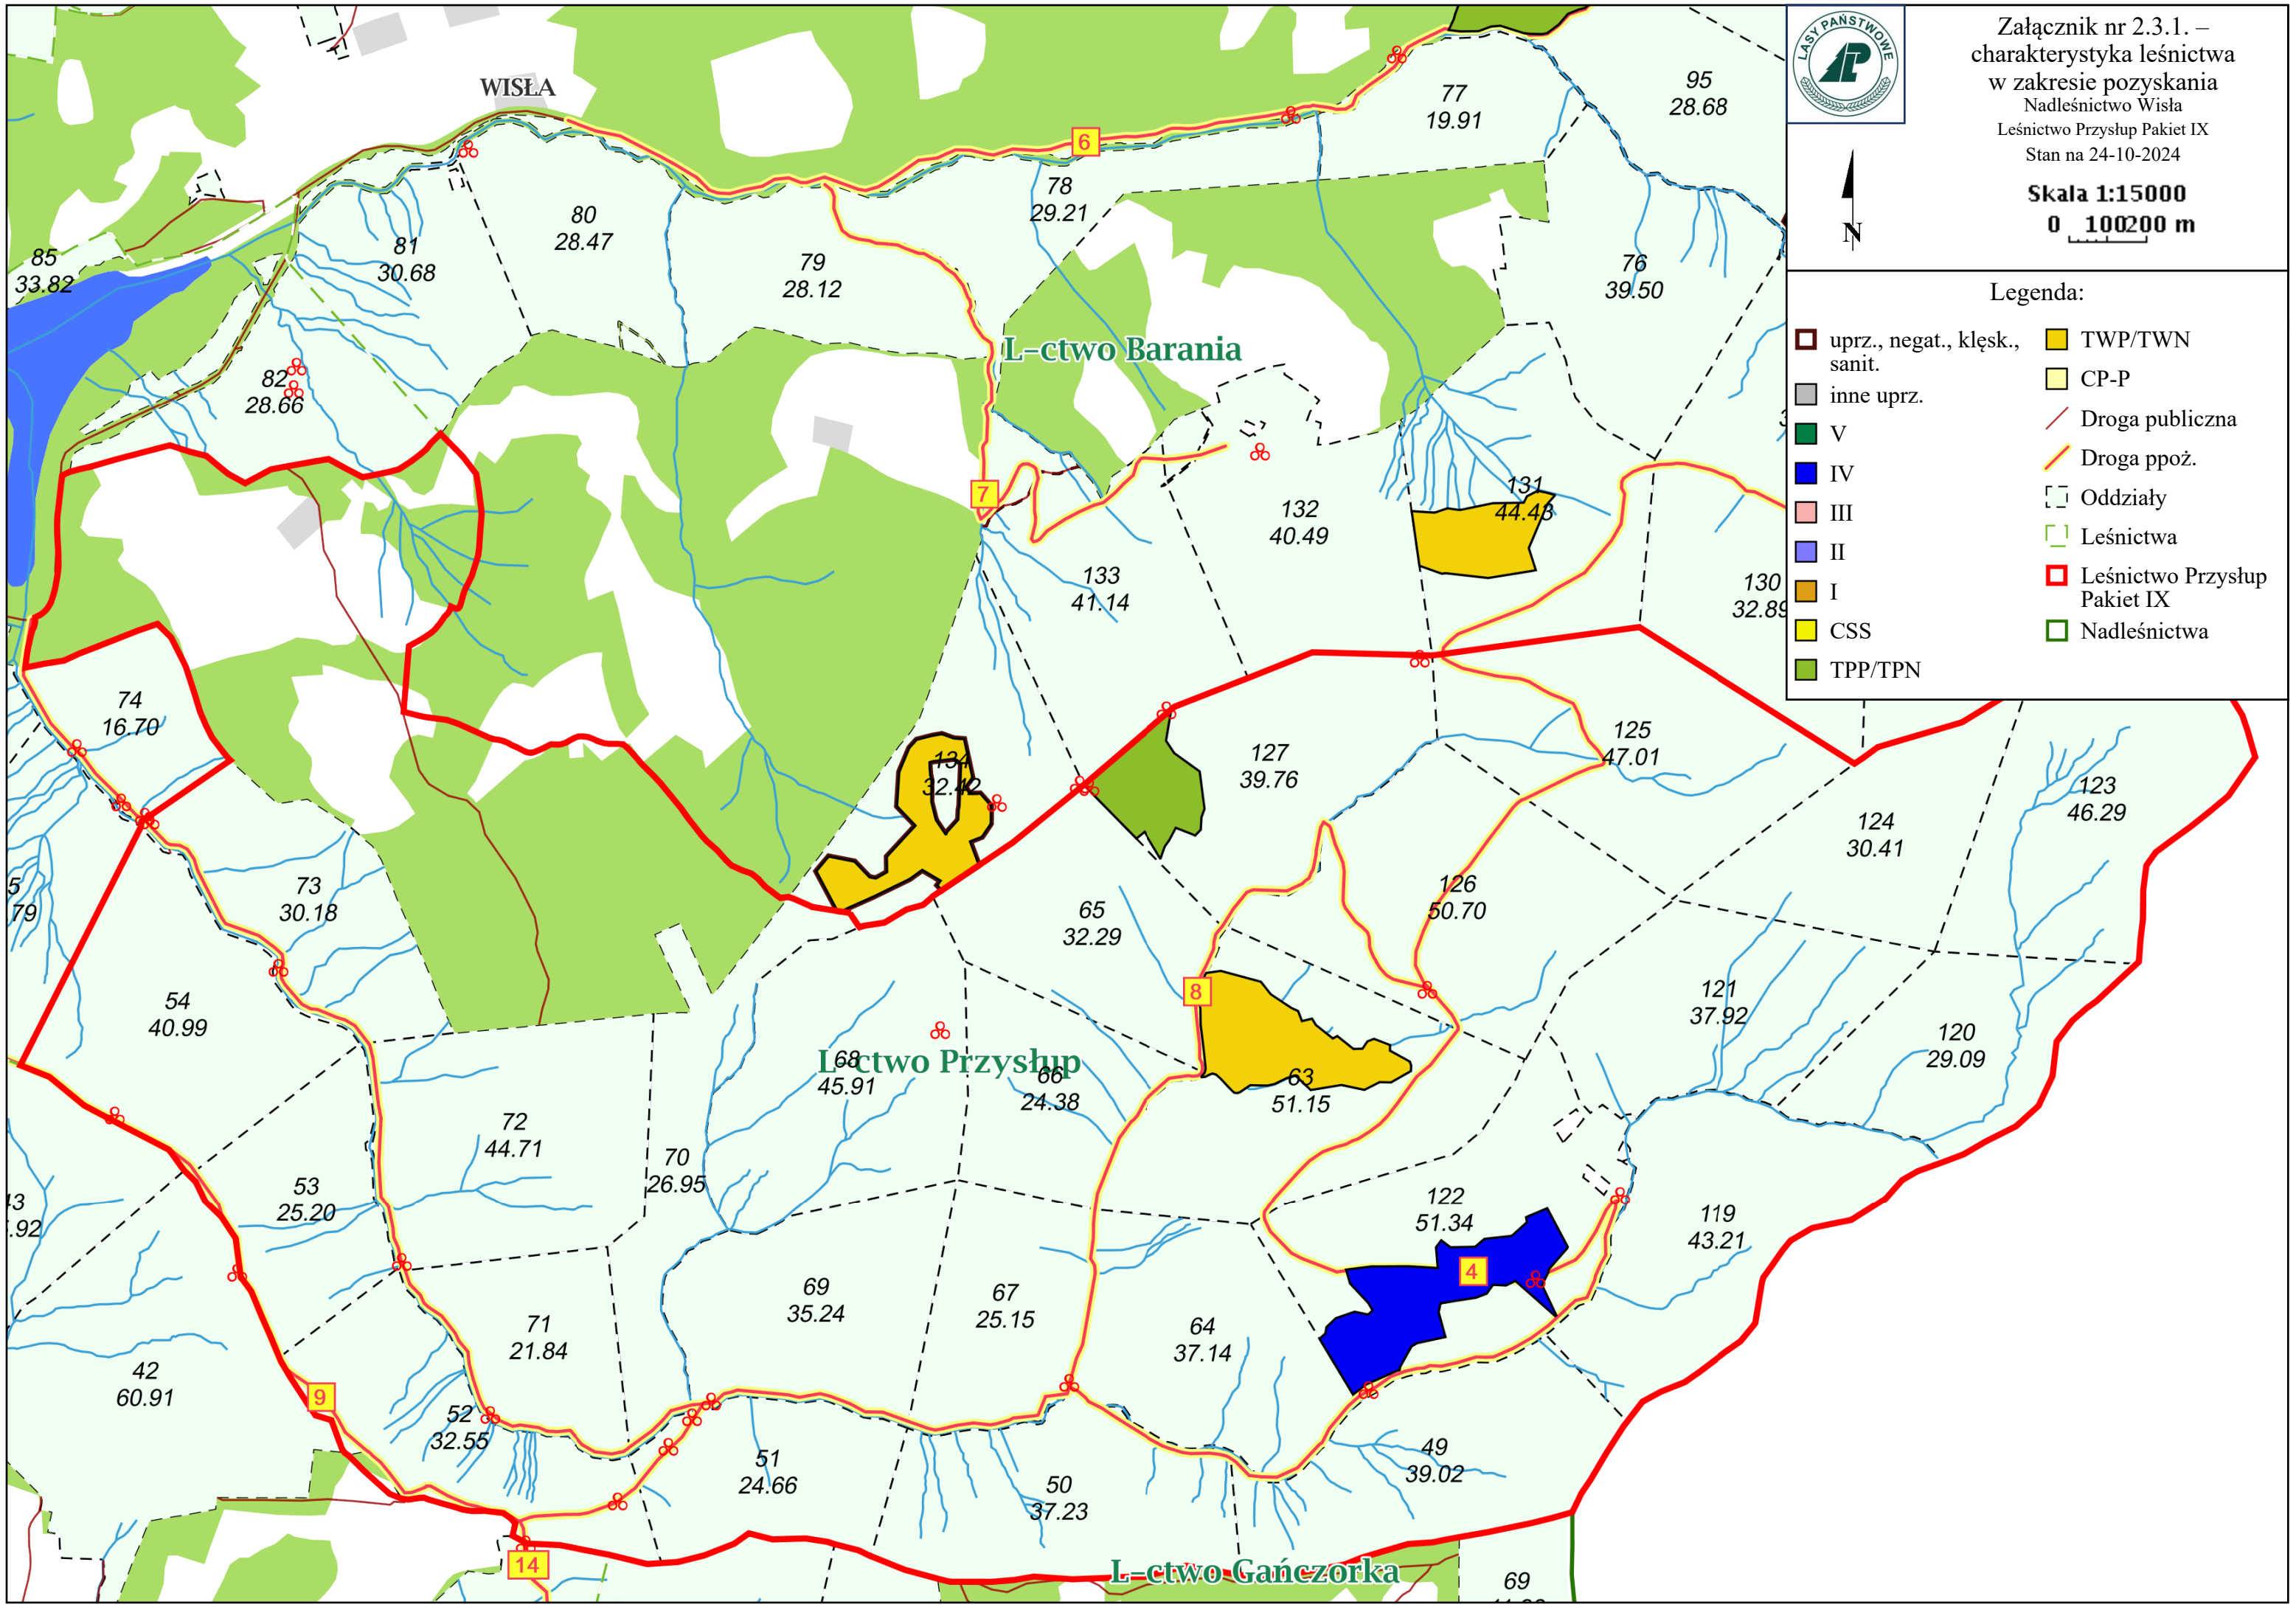 LASY PAŃSTWOWE
Załącznik nr 2.3.1. –
charakterystyka leśnictwa
w zakresie pozyskania
Nadleśnictwo Wisła
Leśnictwo Przysłup Pakiet IX
Stan na 24-10-2024
Skala 1:15000
0 100200 m
N
Legenda:
uprz., negat., klęsk.,
sanit.
inne uprz.
V
IV
III
II
I
CSS
TPP/TPN
TWP/TWN
CP-P
Droga publiczna
Droga ppoż.
Oddziały
Leśnictwa
Leśnictwo Przysłup
Pakiet IX
Nadleśnictwa
WISŁA
6
77
19.91
95
28.68
78
29.21
80
28.47
81
30.68
85
33.82
79
28.12
76
39.50
L-ctwo Barania
82
28.66
7
131
44.43
132
40.49
133
41.14
130
32.89
74
16.70
134
32.42
127
39.76
125
47.01
123
46.29
124
30.41
73
30.18
5
79
65
32.29
126
50.70
8
54
40.99
121
37.92
120
29.09
L-ctwo Przysłup
68
45.91
66
24.38
63
51.15
72
44.71
70
26.95
53
25.20
.92
122
51.34
119
43.21
4
69
35.24
67
25.15
71
21.84
64
37.14
42
60.91
9
52
32.55
51
24.66
50
37.23
49
39.02
14
L-ctwo Gańczorka
69